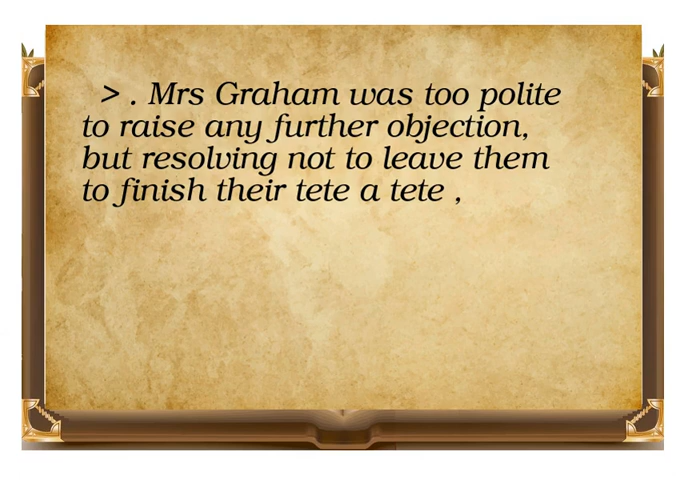 > . Mrs Graham was too polite
to raise any further objection,
but resolving not to leave them
to finish their tete a tete ,